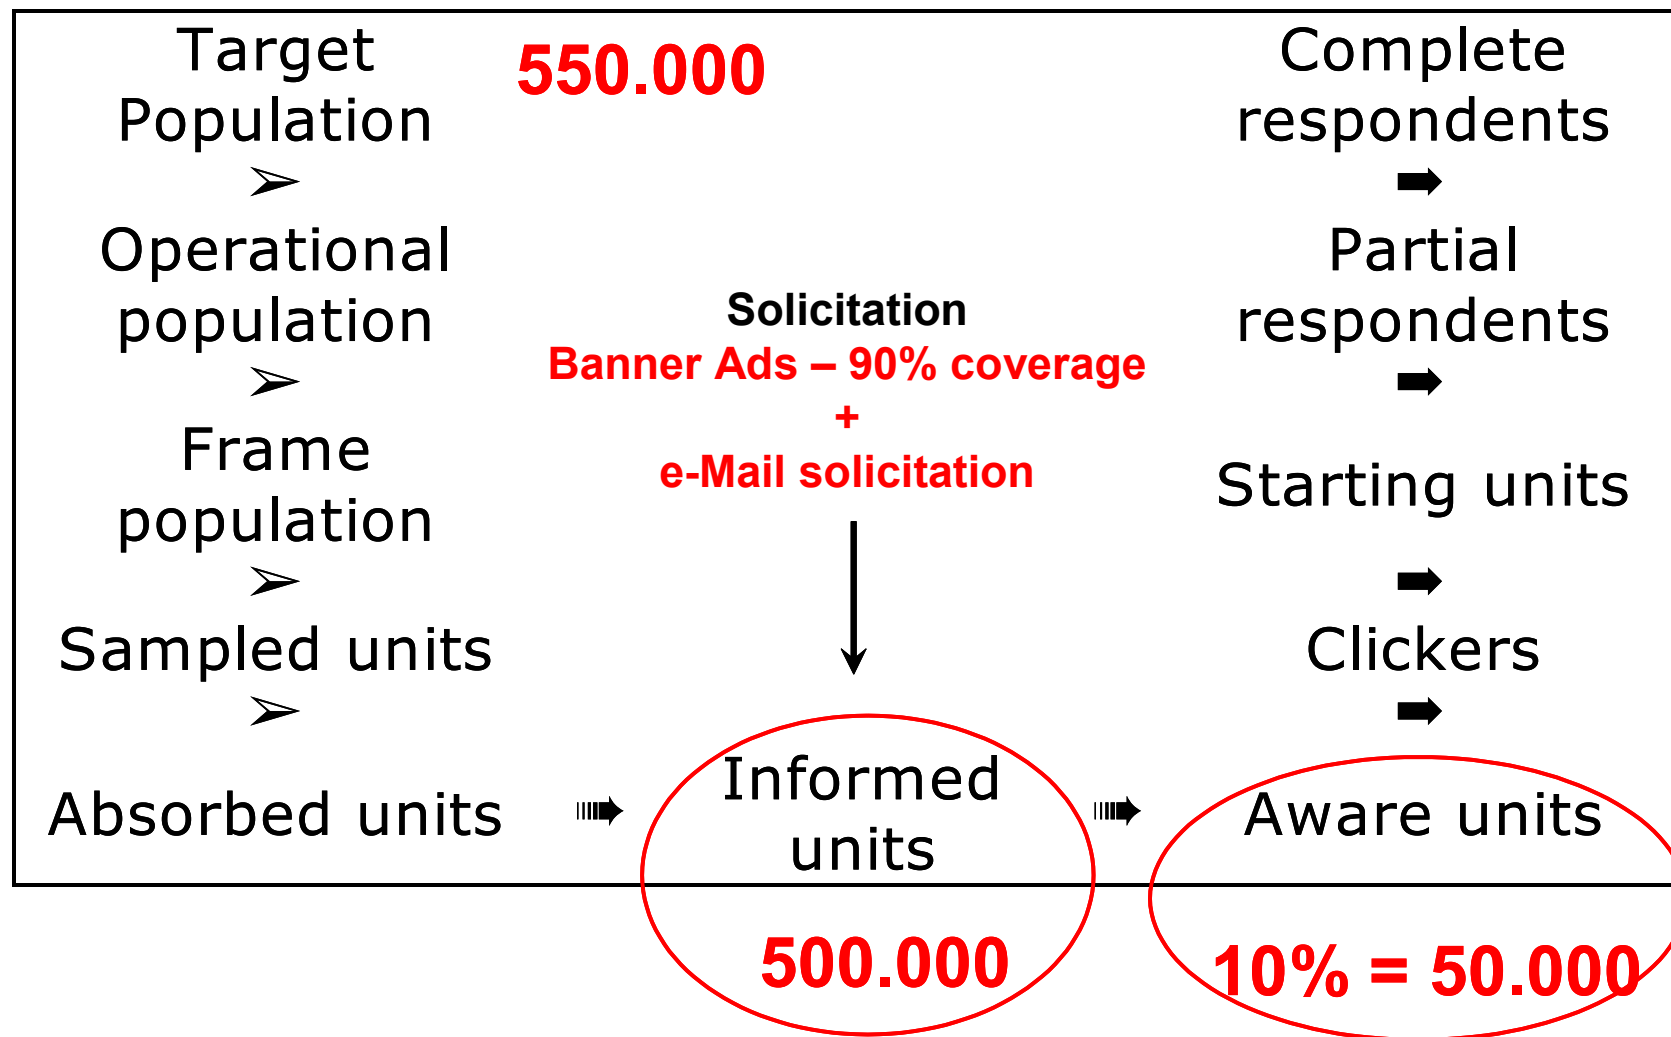 Target
Population
550.000
Operational
population
Frame
population
Sampled units
Absorbed units
Solicitation
Banner Ads – 90% coverage
+
e-Mail solicitation
Informed
units
500.000
Complete
respondents
Partial
respondents
Starting units
Clickers
Aware units
10% = 50.000